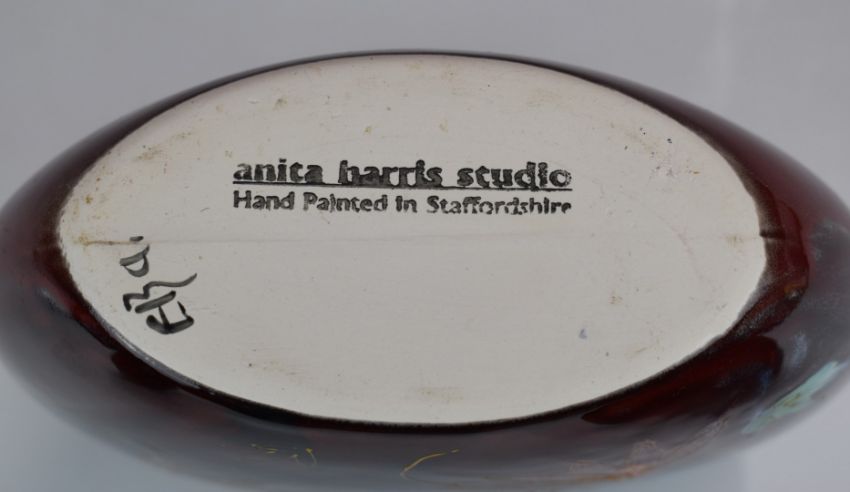 anita harris studio
Hand Painted in Staffordshire